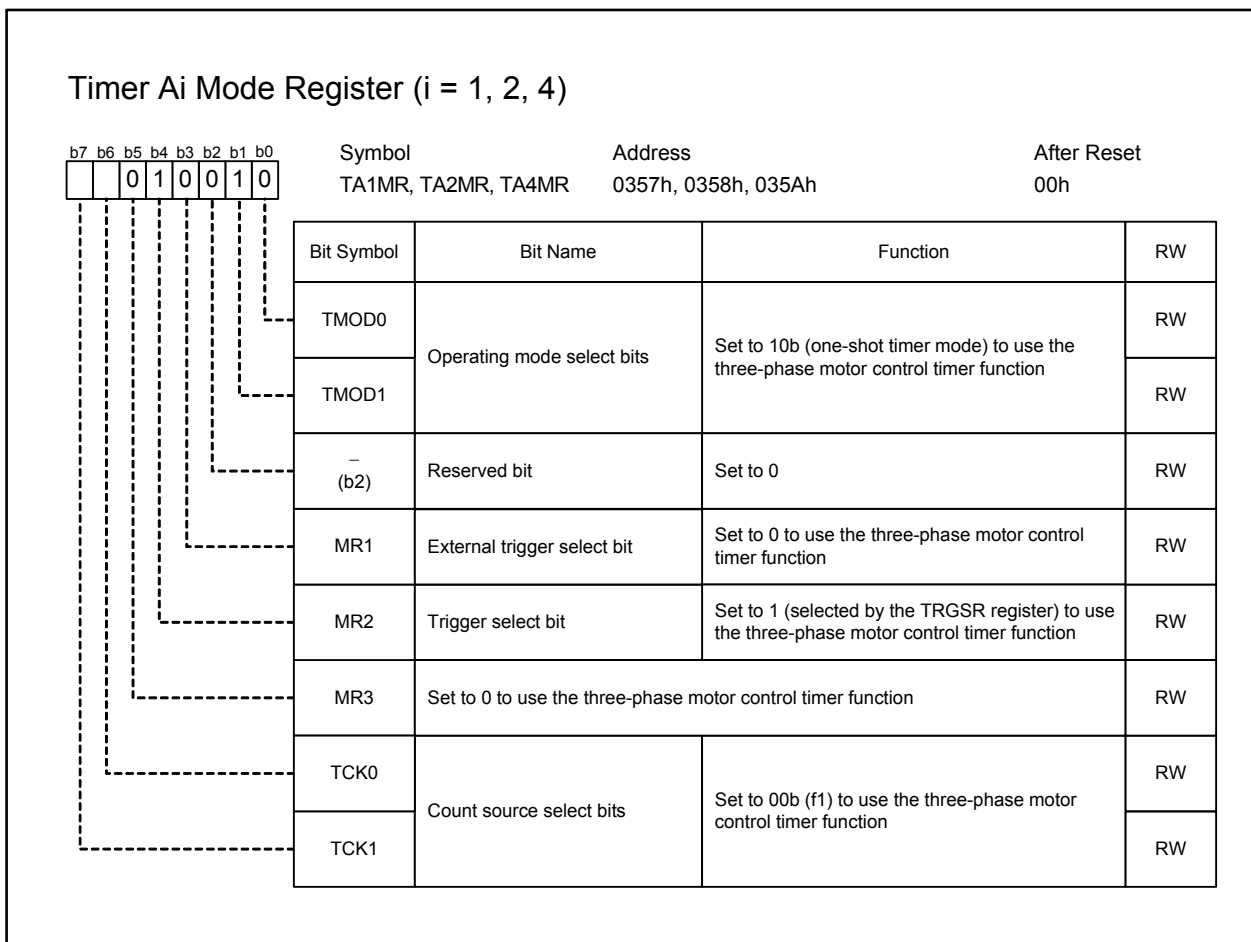 Timer Ai Mode Register (i = 1, 2, 4)
b7 b6 b5 b4 b3 b2 b1 b0
0 1 0 0 1 0
Symbol Address After Reset
TA1MR, TA2MR, TA4MR 0357h, 0358h, 035Ah 00h
Bit Symbol Bit Name Function RW
TMOD0 RW
Operating mode select bits
Set to 10b (one-shot timer mode) to use the
three-phase motor control timer function
TMOD1 RW
–
(b2)
Reserved bit Set to 0 RW
MR1 External trigger select bit
Set to 0 to use the three-phase motor control
timer function
RW
MR2 Trigger select bit
Set to 1 (selected by the TRGSR register) to use
the three-phase motor control timer function
RW
MR3 Set to 0 to use the three-phase motor control timer function RW
TCK0 RW
Count source select bits
Set to 00b (f1) to use the three-phase motor
control timer function
TCK1 RW